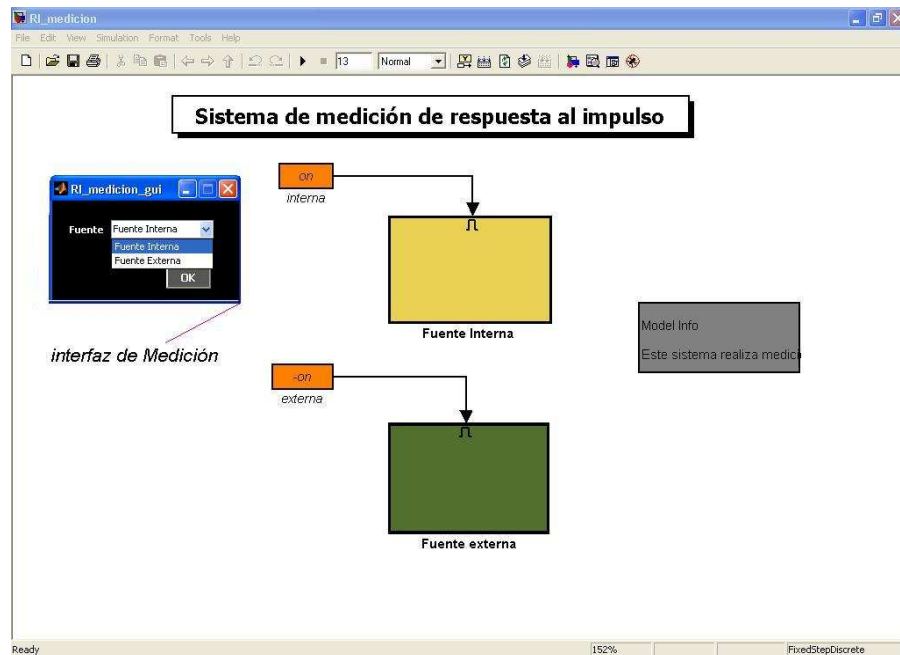 RI_medicion
File Edit View Simulation Format Tools Help
13 Normal
Sistema de medición de respuesta al impulso
on
interna
RI_medicion_gui
Fuente Fuente Interna
Fuente Interna
Fuente Externa
OK
interfaz de Medición
Fuente Interna
Model Info
Este sistema realiza medici
-on
externa
Fuente externa
Ready 152% FixedStepDiscrete